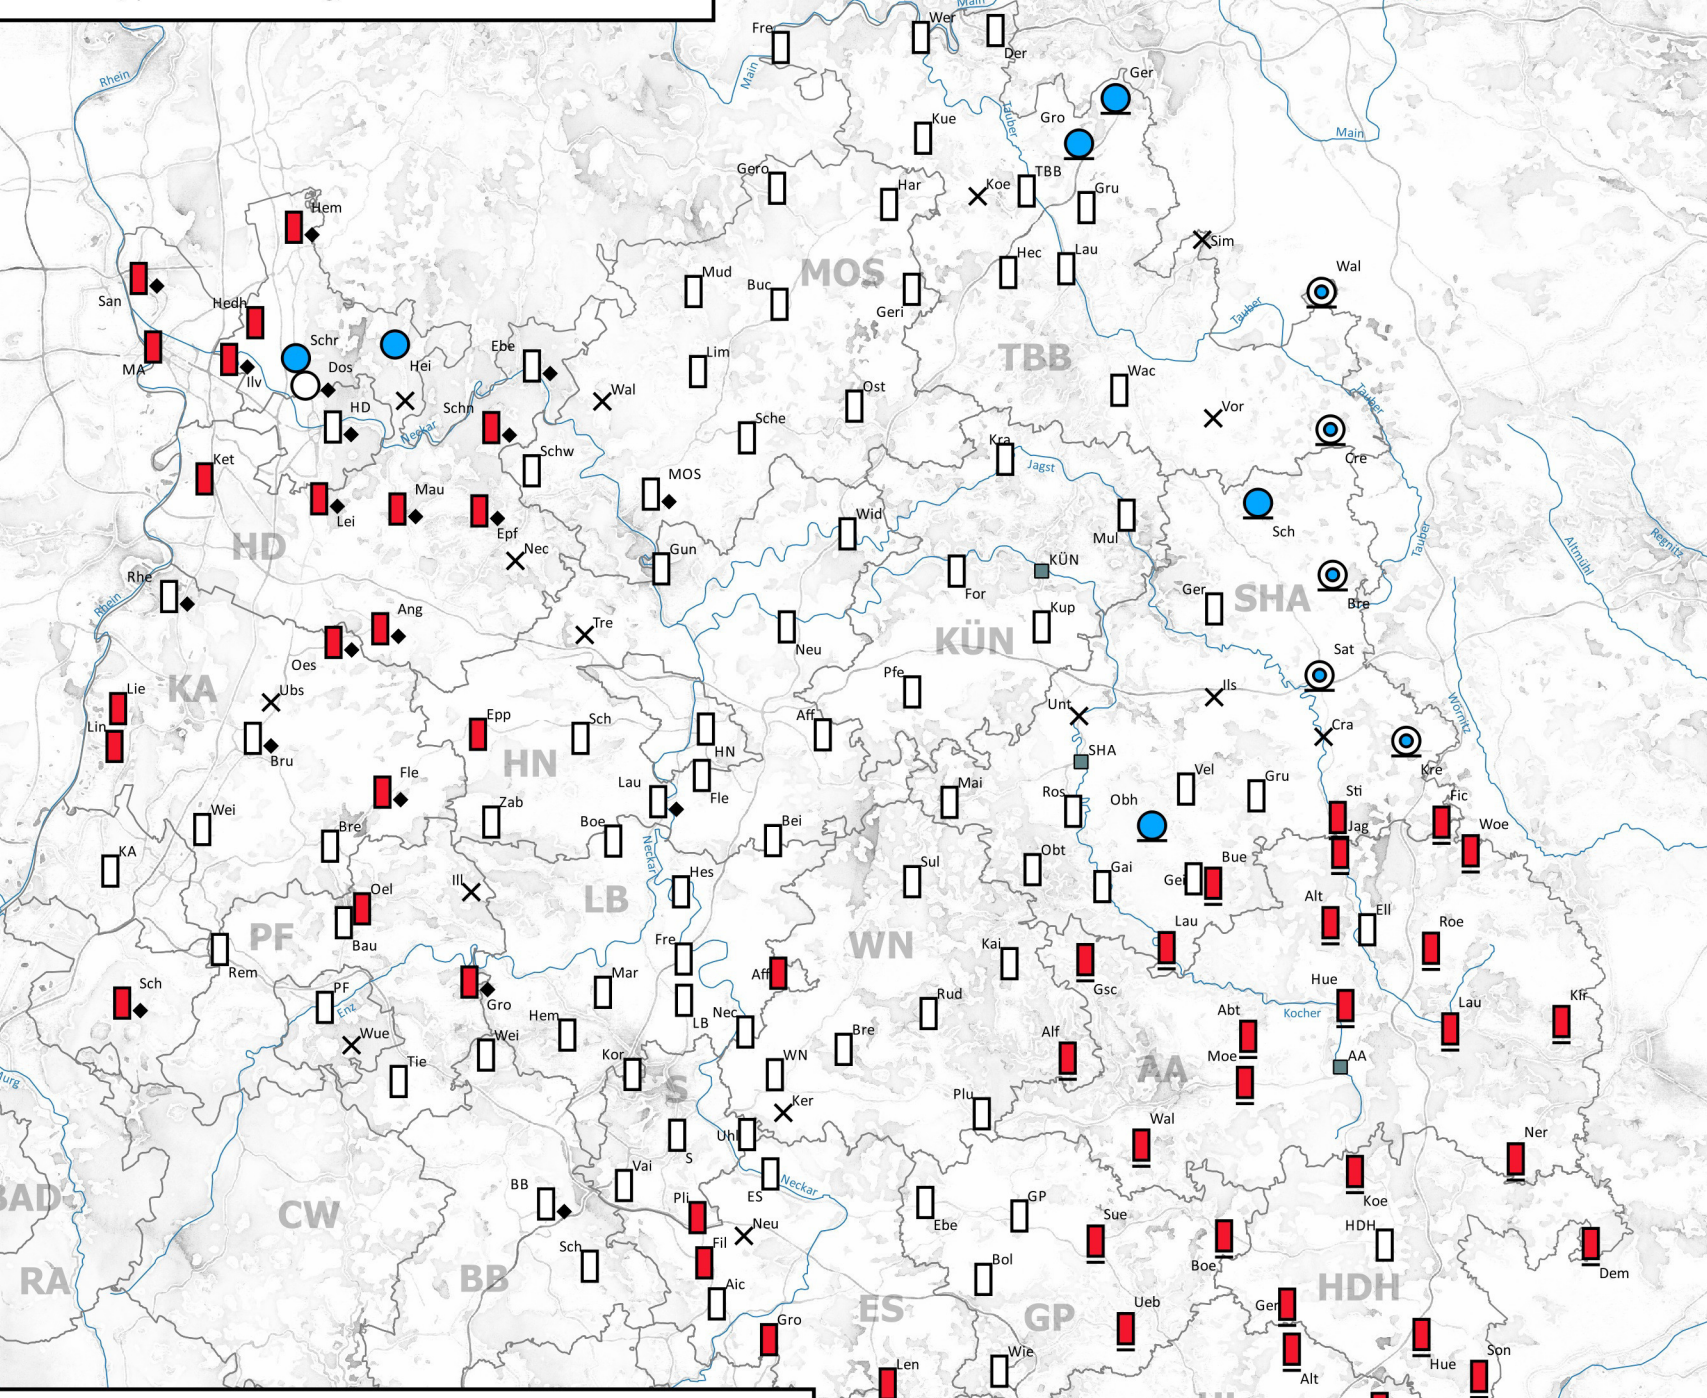 Main
Wer
Fre
Der
Rhein
Main
Ger
Tauber
Gro
Kue
Main
Gero
Har
Koe
TBB
Gru
Hem
Sim
Hec
Lau
MOS
Mud
Buc
Wal
San
Hedh
Geri
Tauber
Schr
Ebe
Lim
TBB
MA
Dos
Hei
Ilv
Wac
Ost
Wal
Tauber
HD
Schn
Vor
Sche
Neckar
Kra
Schw
Cre
Ket
Jagst
MOS
Mau
Wid
Lei
Epf
Sch
Mul
Tauber
HD
Nec
Gun
Regnitz
Altmühl
KÜN
Rhe
For
Ger
SHA
Bre
Rhein
Ang
Kup
Tre
KÜN
Neu
Oes
Sat
Pfe
KA
Lie
Ubs
Ils
Unt
Wörnitz
Lin
Epp
Sch
Aff
Cra
HN
HN
SHA
Bru
Kre
Fle
Lau
Vel
Gru
Mai
Fle
Ros
Obh
Sti
Fic
Zab
Wei
Boe
Bei
Bre
Jag
Woe
KA
Neckar
Obt
Sul
Gai
Bue
Hes
Ill
Gei
Oel
LB
Alt
Ell
Lau
Roe
PF
Bau
Fre
WN
Kai
Rem
Mar
Aff
Sch
PF
Gsc
Hue
Gro
Rud
Lau
Kir
Enz
Hem
LB
Nec
Kocher
Abt
Wue
Wei
Bre
Alf
Kor
WN
Moe
AA
AA
Tie
S
Murg
Plu
Ker
Wal
Uhl
S
Ner
Vai
BB
Neckar
ES
BAD
CW
Pli
Ebe
GP
Koe
Neu
Sue
HDH
Fil
Sch
Boe
Bol
Dem
RA
BB
Aic
HDH
ES
GP
Ueb
Ger
Gro
Wie
Len
Alt
Hue
Son